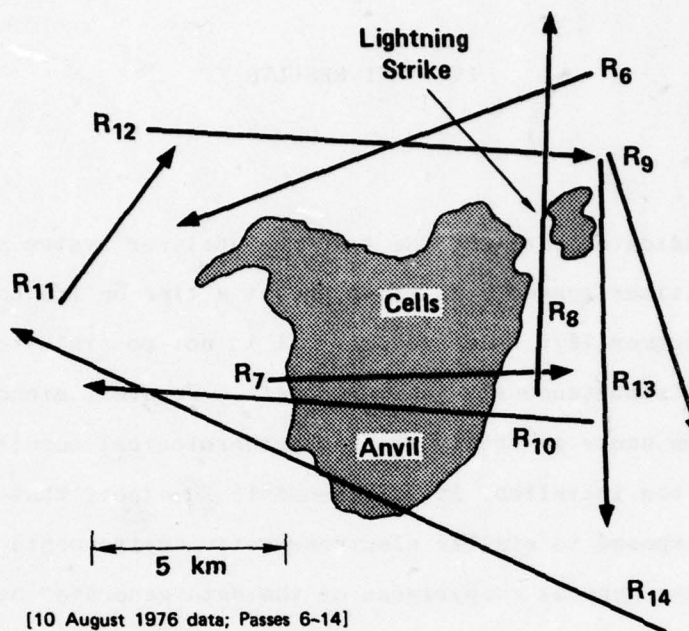 Lightning
Strike
R6
R12
R9
R11
Cells
R8
R7
R13
R10
Anvil
5 km
R14
[10 August 1976 data; Passes 6-14]